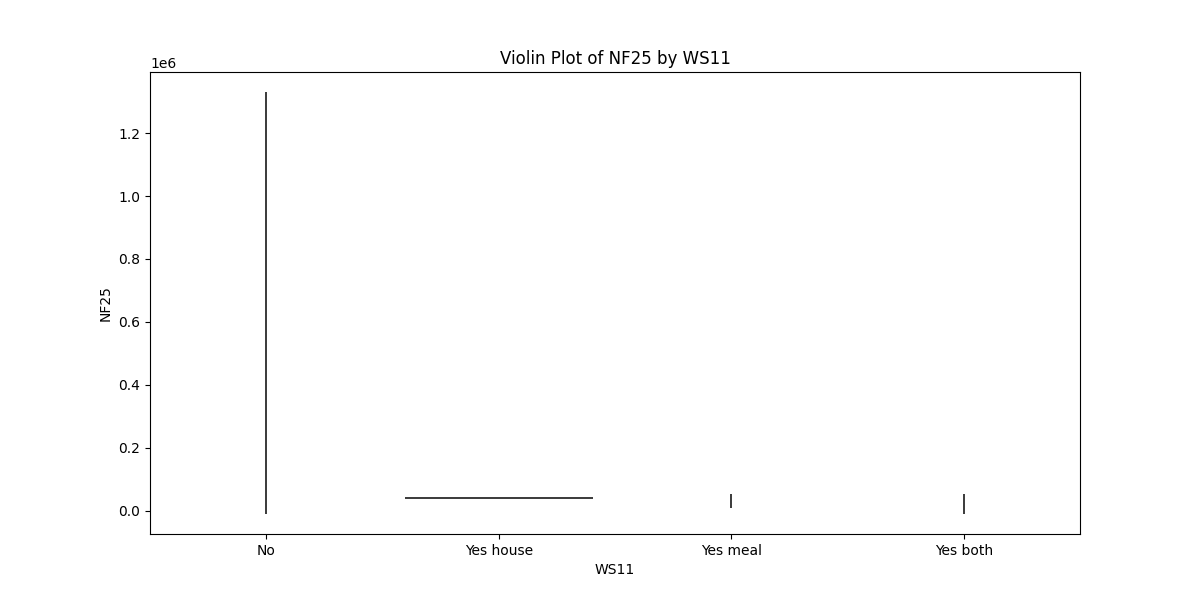 Violin Plot of NF25 by WS11
1e6
1.2
1.0
0.8
0.6
0.4
0.2
0.0
NF25
No Yes house Yes meal Yes both
WS11